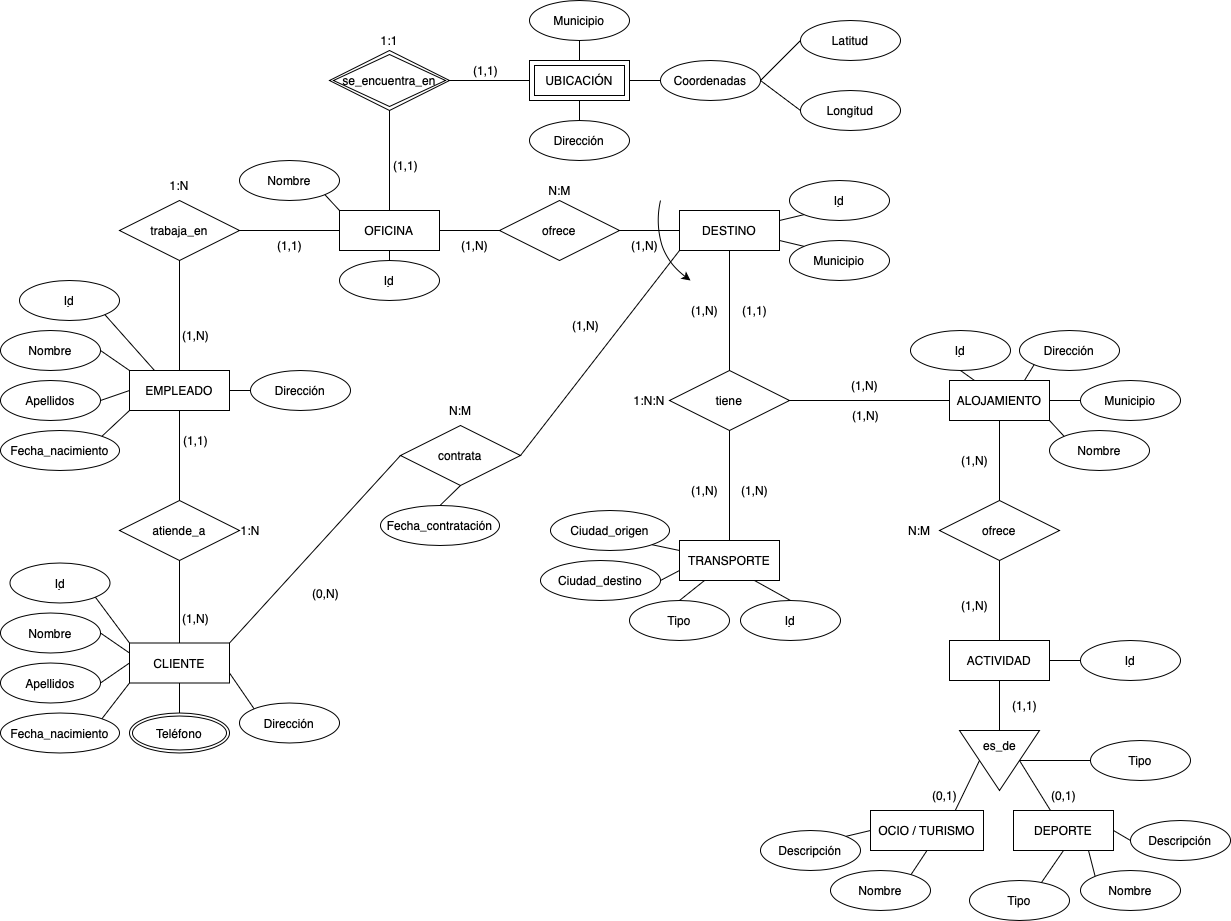 Municipio
1:1
Latitud
(1,1)
se_encuentra_en
UBICACIÓN
Coordenadas
Longitud
Dirección
(1,1)
Nombre
1:N
N:M
Id
trabaja_en
OFICINA
ofrece
DESTINO
(1,1)
(1,N)
(1,N)
Municipio
Id
Id
(1,N)
(1,1)
(1,N)
(1,N)
Nombre
Id
Dirección
EMPLEADO
Dirección
(1,N)
Apellidos
1:N:N
tiene
ALOJAMIENTO
Municipio
N:M
(1,N)
(1,1)
Fecha_nacimiento
Nombre
contrata
(1,N)
(1,N)
(1,N)
Fecha_contratación
atiende_a
1:N
Ciudad_origen
N:M
ofrece
TRANSPORTE
Id
Ciudad_destino
(0,N)
(1,N)
(1,N)
Tipo
Id
Nombre
CLIENTE
ACTIVIDAD
Id
Apellidos
(1,1)
Fecha_nacimiento
Teléfono
Dirección
es_de
Tipo
(0,1)
(0,1)
OCIO / TURISMO
DEPORTE
Descripción
Descripción
Nombre
Tipo
Nombre